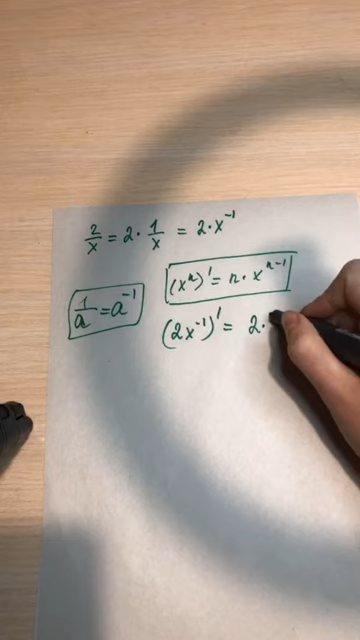 2/x = 2 · 1/x = 2 · x⁻¹
(xⁿ)' = n · xⁿ⁻¹
1/a = a⁻¹
(2x⁻¹)' = 2 ·